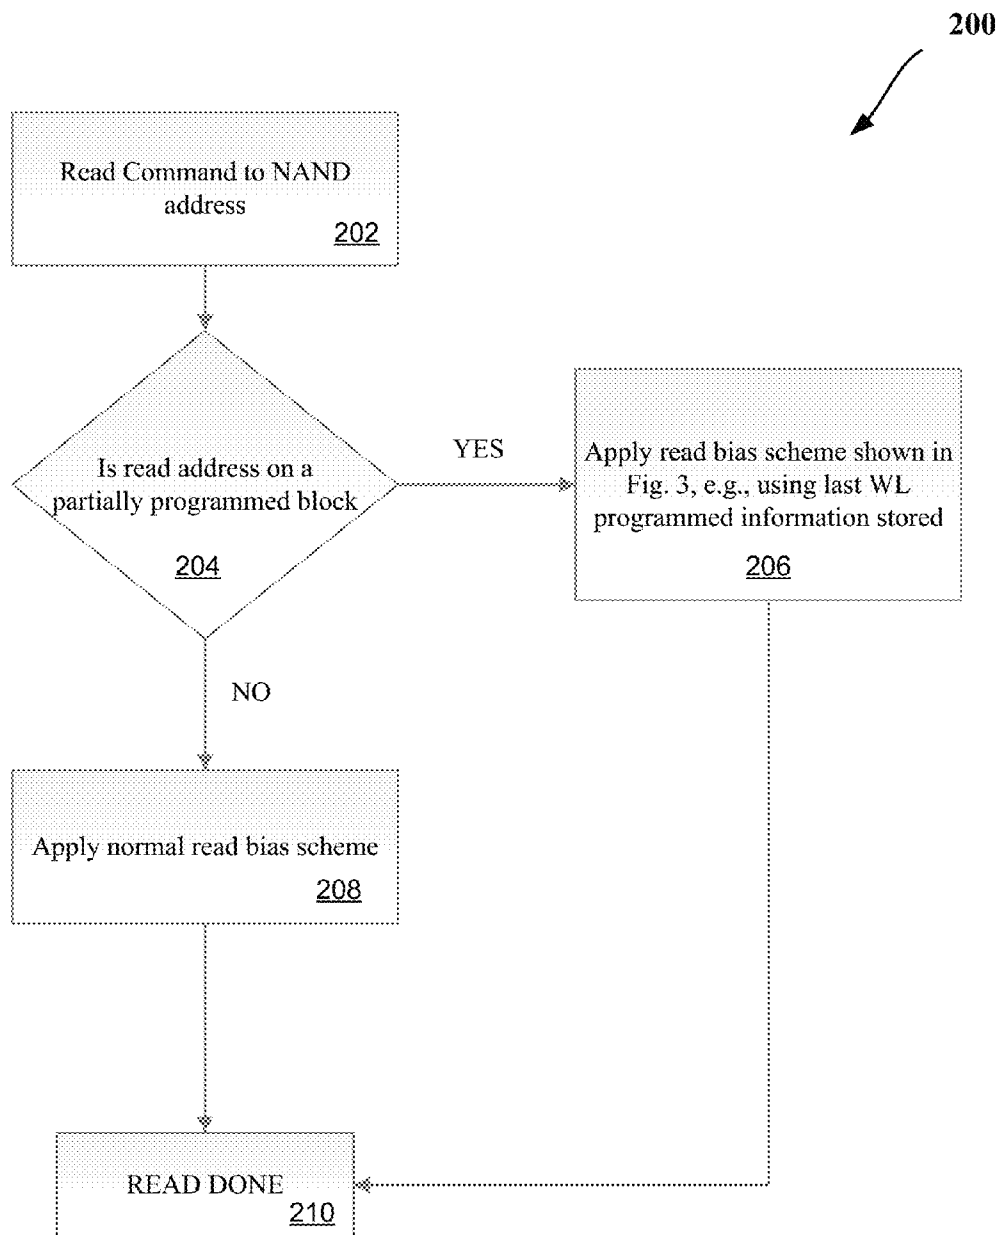 200
Read Command to NAND
address
202
Is read address on a
partially programmed block
204
YES
Apply read bias scheme shown in
Fig. 3, e.g., using last WL
programmed information stored
206
NO
Apply normal read bias scheme
208
READ DONE
210